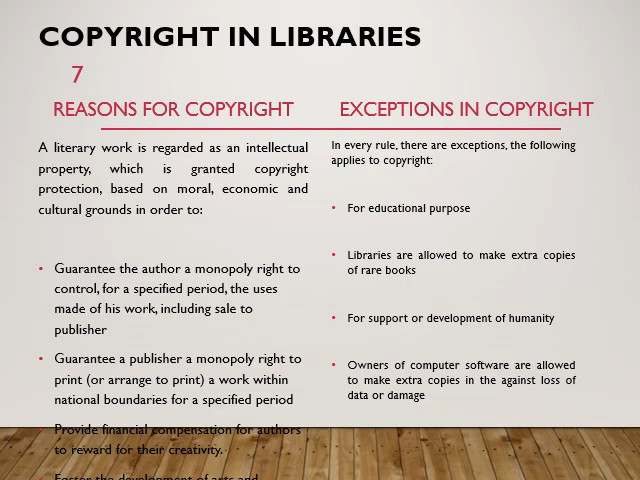 COPYRIGHT IN LIBRARIES
7
REASONS FOR COPYRIGHT
A literary work is regarded as an intellectual
property, which is granted copyright
protection, based on moral, economic and
cultural grounds in order to:
• Guarantee the author a monopoly right to
control, for a specified period, the uses
made of his work, including sale to
publisher
• Guarantee a publisher a monopoly right to
print (or arrange to print) a work within
national boundaries for a specified period
• Provide financial compensation for authors
to reward for their creativity.
• Foster the development of arts and
EXCEPTIONS IN COPYRIGHT
In every rule, there are exceptions, the following
applies to copyright:
• For educational purpose
• Libraries are allowed to make extra copies
of rare books
• For support or development of humanity
• Owners of computer software are allowed
to make extra copies in the against loss of
data or damage